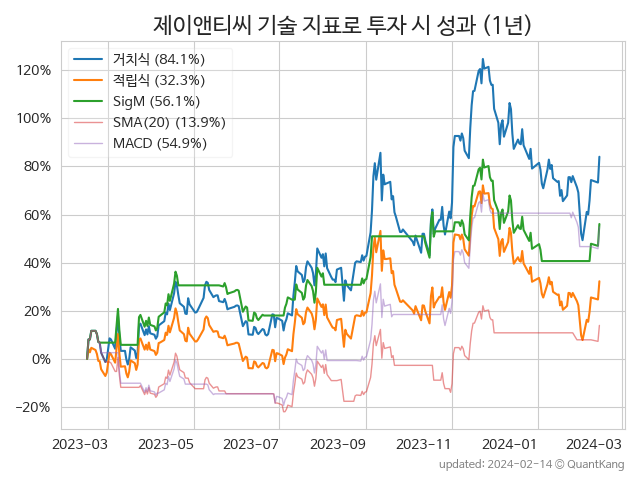 제이앤티씨 기술 지표로 투자 시 성과 (1년)
거치식 (84.1%)
적립식 (32.3%)
SigM (56.1%)
SMA(20) (13.9%)
MACD (54.9%)
120%
100%
80%
60%
40%
20%
0%
−20%
2023-03 2023-05 2023-07 2023-09 2023-11 2024-01 2024-03
updated: 2024-02-14 © QuantKang